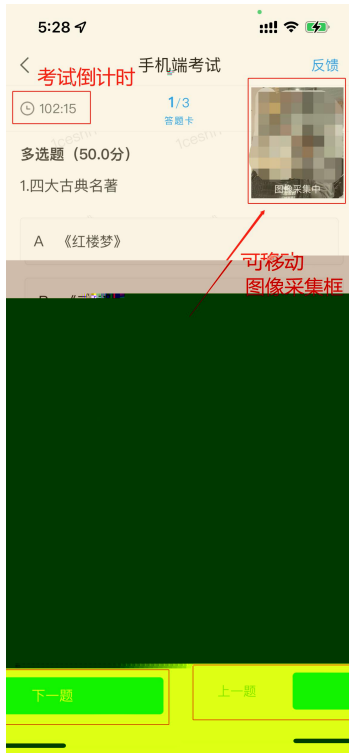 5:28
手机端考试
反馈
考试倒计时
102:15
1/3
答题卡
多选题（50.0分）
1.四大古典名著
图像采集中
A 《红楼梦》
可移动
图像采集框
下一题
上一题